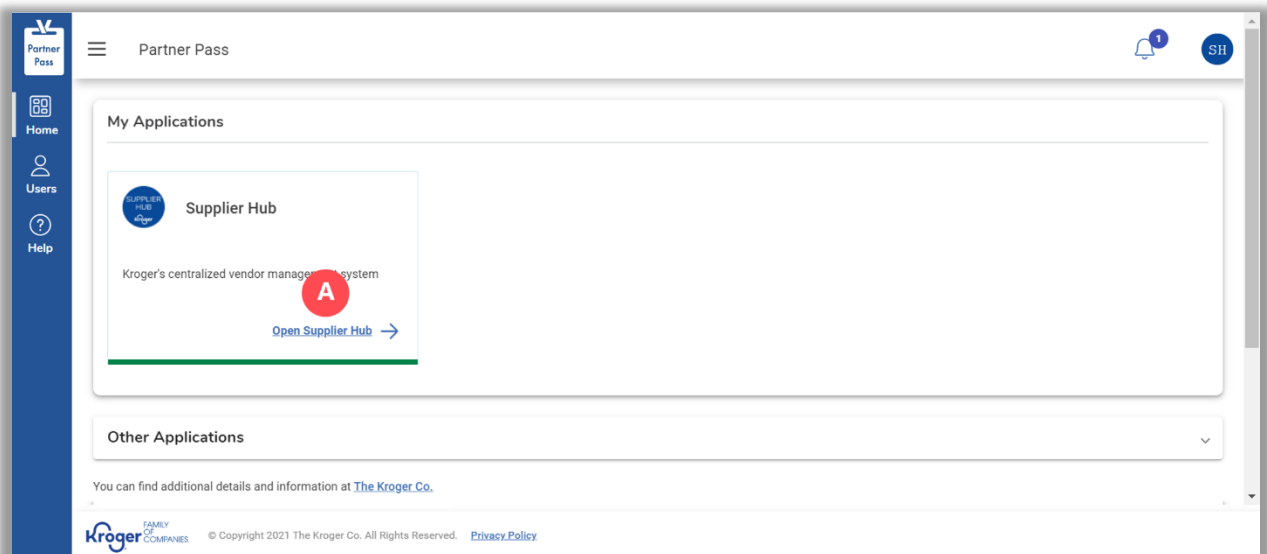 Partner
Pass
Partner Pass
1
SH
Home
Users
Help
My Applications
SUPPLIER
HUB
Kroger
Supplier Hub
Kroger's centralized vendor management system
A
Open Supplier Hub
Other Applications
You can find additional details and information at The Kroger Co.
Kroger FAMILY
OF
COMPANIES
© Copyright 2021 The Kroger Co. All Rights Reserved. Privacy Policy